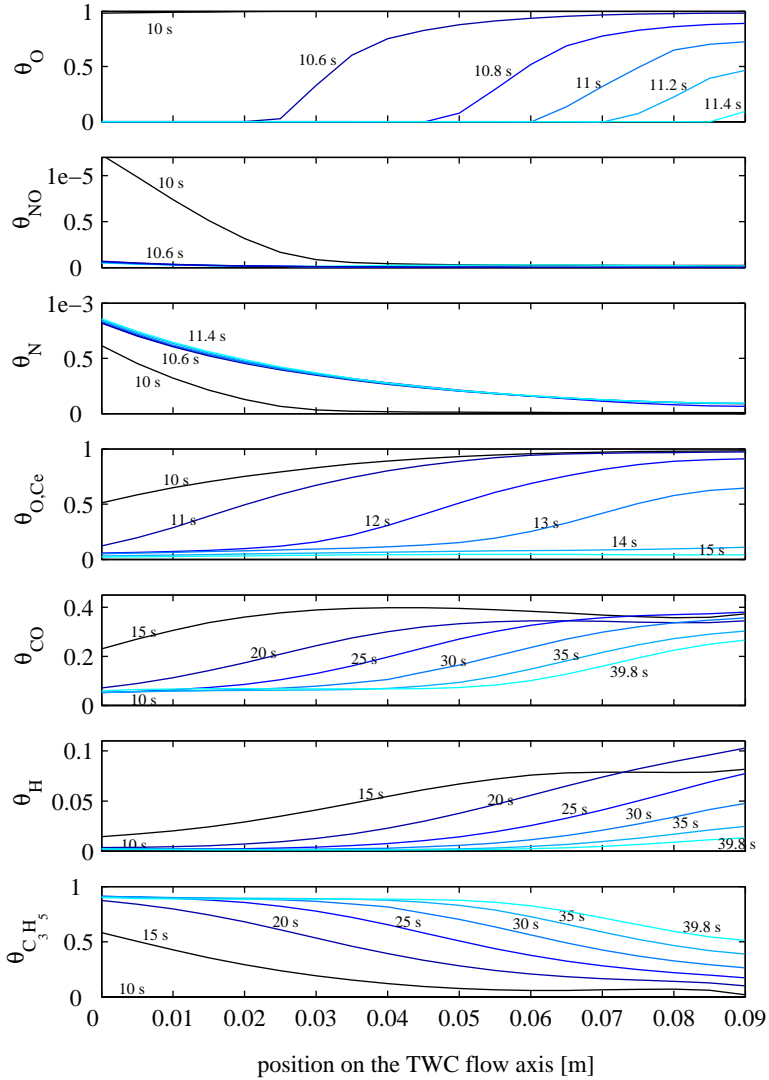 1
10 s
10.6 s
10.8 s
11 s
11.2 s
11.4 s
0.5
0
θO
1e−5
10 s
0.5
10.6 s
0
θNO
1e−3
11.4 s
10.6 s
10 s
0.5
0
θN
1
10 s
11 s
12 s
13 s
14 s
15 s
0.5
0
θO,Ce
0.4
15 s
20 s
25 s
30 s
35 s
39.8 s
0.2
10 s
0
θCO
0.1
15 s
20 s
25 s
30 s
35 s
39.8 s
0.05
10 s
0
θH
1
15 s
20 s
25 s
30 s
35 s
39.8 s
0.5
10 s
0
θC3H5
0 0.01 0.02 0.03 0.04 0.05 0.06 0.07 0.08 0.09
position on the TWC flow axis [m]